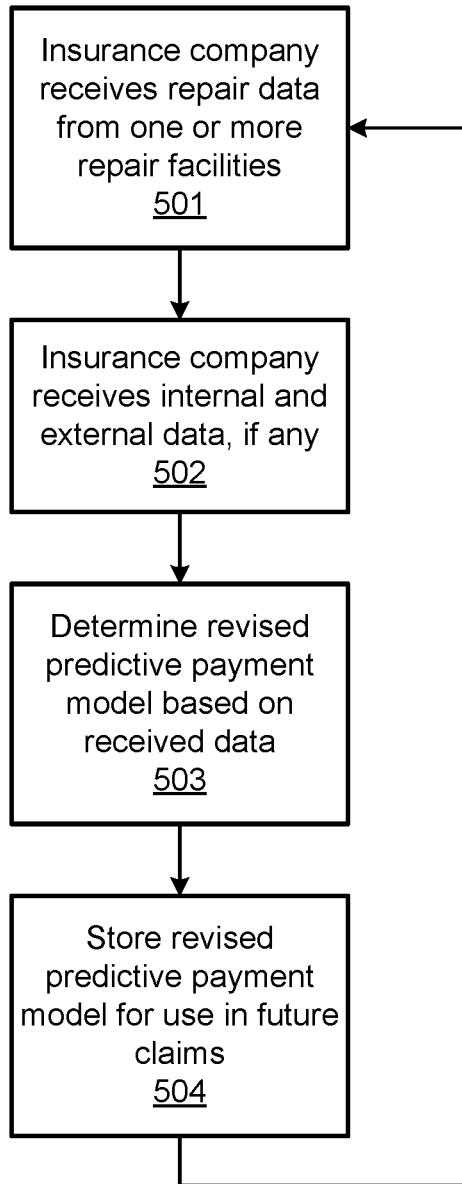 Insurance company
receives repair data
from one or more
repair facilities
501
Insurance company
receives internal and
external data, if any
502
Determine revised
predictive payment
model based on
received data
503
Store revised
predictive payment
model for use in future
claims
504